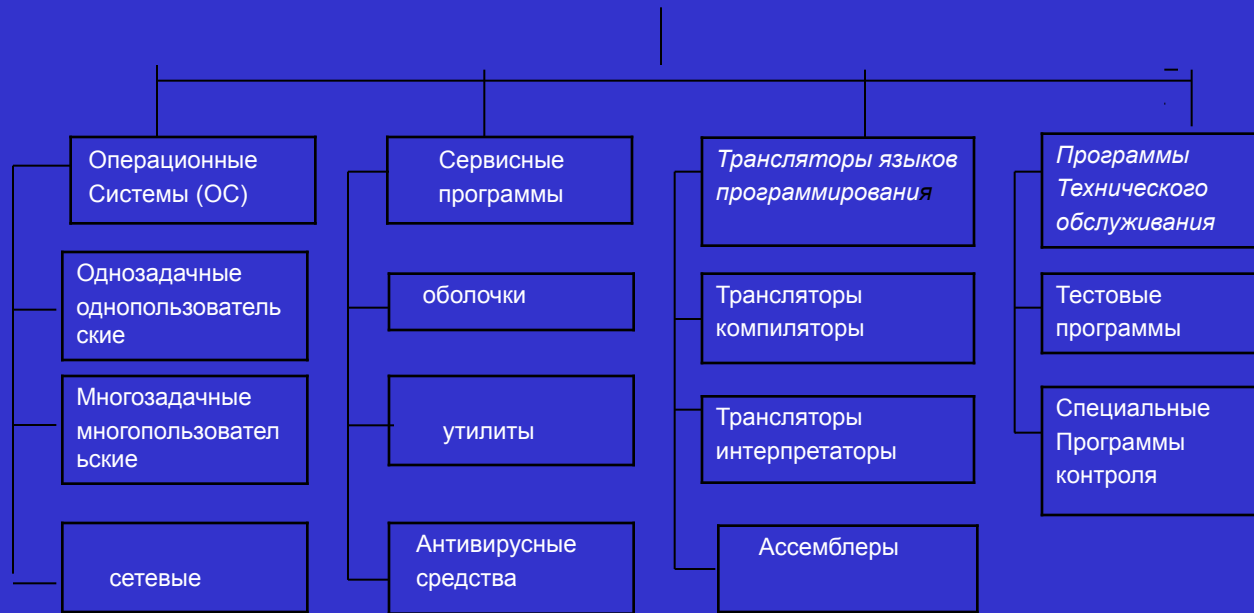 Операционные
Системы (ОС)
Однозадачные
однопользователь
ские
Многозадачные
многопользовател
ьские
сетевые
Сервисные
программы
оболочки
утилиты
Антивирусные
средства
Трансляторы языков
программирования
Трансляторы
компиляторы
Трансляторы
интерпретаторы
Ассемблеры
Программы
Технического
обслуживания
Тестовые
программы
Специальные
Программы
контроля